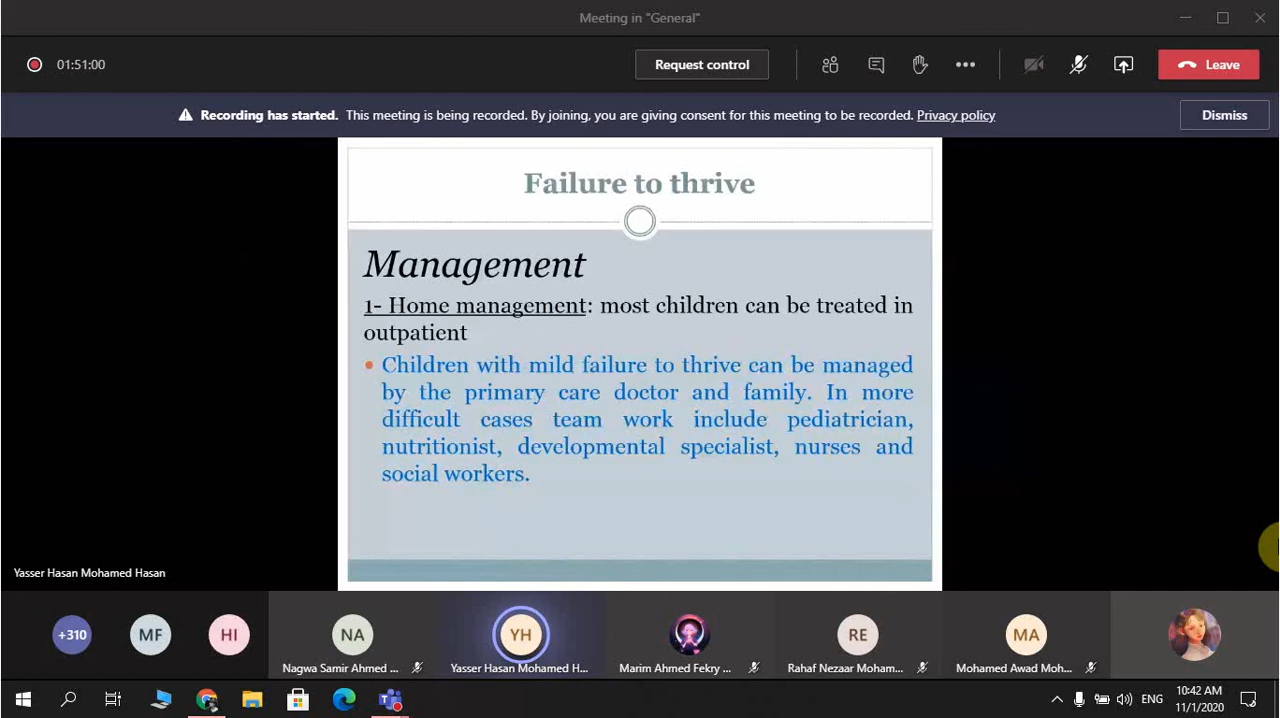 Meeting in "General"
01:51:00
Request control
Leave
Recording has started. This meeting is being recorded. By joining, you are giving consent for this meeting to be recorded. Privacy policy
Dismiss
Failure to thrive
Management
1- Home management: most children can be treated in
outpatient
• Children with mild failure to thrive can be managed
by the primary care doctor and family. In more
difficult cases team work include pediatrician,
nutritionist, developmental specialist, nurses and
social workers.
Yasser Hasan Mohamed Hasan
+310
MF
HI
NA
YH
RE
MA
Nagwa Samir Ahmed ...
Yasser Hasan Mohamed H...
Marim Ahmed Fekry ...
Rahaf Nezaar Moham...
Mohamed Awad Moh...
ENG
10:42 AM
11/1/2020